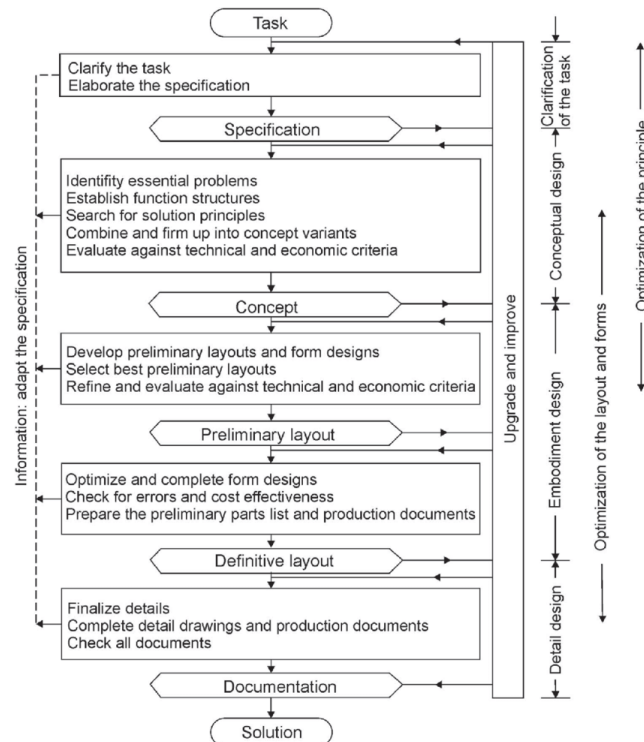 Task
Clarify the task
Elaborate the specification
Specification
Identifity essential problems
Establish function structures
Search for solution principles
Combine and firm up into concept variants
Evaluate against technical and economic criteria
Concept
Develop preliminary layouts and form designs
Select best preliminary layouts
Refine and evaluate against technical and economic criteria
Preliminary layout
Optimize and complete form designs
Check for errors and cost effectiveness
Prepare the preliminary parts list and production documents
Definitive layout
Finalize details
Complete detail drawings and production documents
Check all documents
Documentation
Solution
Information: adapt the specification
Upgrade and improve
Clarification
of the task
Conceptual design
Embodiment design
Detail design
Optimization of the layout and forms
Optimization of the principle